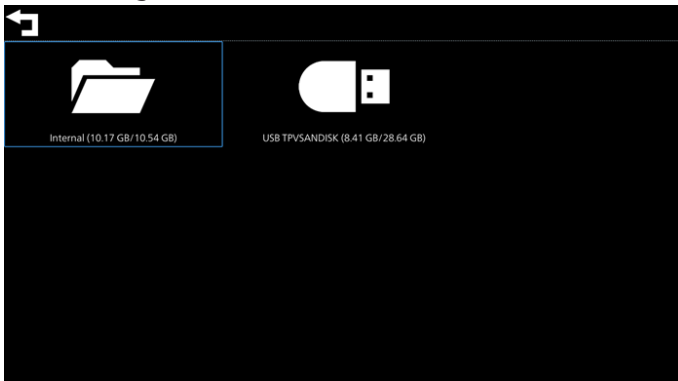 Internal (10.17 GB/10.54 GB)
USB TPVSANDISK (8.41 GB/28.64 GB)